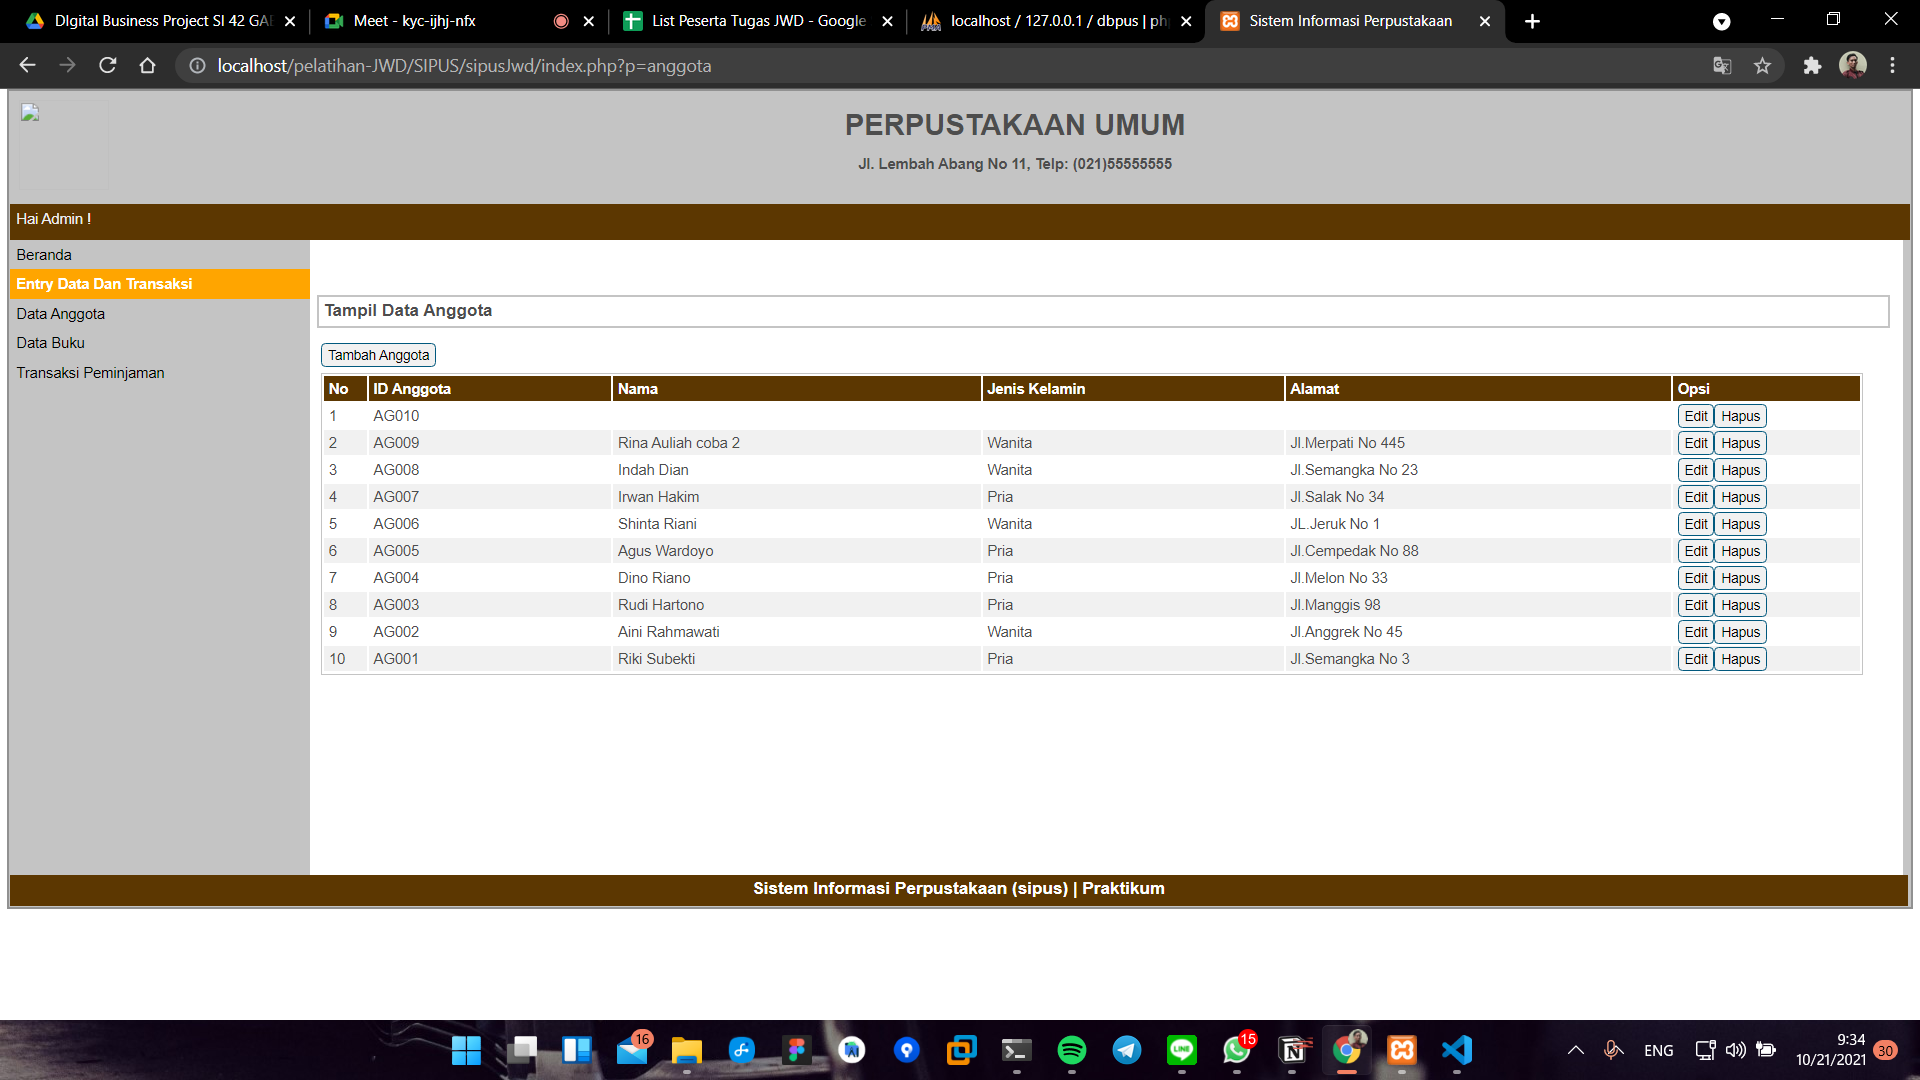 DIgital Business Project SI 42 GAB
Meet - kyc-ijhj-nfx
List Peserta Tugas JWD - Google
localhost / 127.0.0.1 / dbpus | ph
Sistem Informasi Perpustakaan
localhost/pelatihan-JWD/SIPUS/sipusJwd/index.php?p=anggota
PERPUSTAKAAN UMUM
Jl. Lembah Abang No 11, Telp: (021)55555555
Hai Admin !
Beranda
Entry Data Dan Transaksi
Data Anggota
Data Buku
Transaksi Peminjaman
Tampil Data Anggota
Tambah Anggota
No ID Anggota Nama Jenis Kelamin Alamat Opsi
1 AG010 Edit Hapus
2 AG009 Rina Auliah coba 2 Wanita Jl.Merpati No 445 Edit Hapus
3 AG008 Indah Dian Wanita Jl.Semangka No 23 Edit Hapus
4 AG007 Irwan Hakim Pria Jl.Salak No 34 Edit Hapus
5 AG006 Shinta Riani Wanita JL.Jeruk No 1 Edit Hapus
6 AG005 Agus Wardoyo Pria Jl.Cempedak No 88 Edit Hapus
7 AG004 Dino Riano Pria Jl.Melon No 33 Edit Hapus
8 AG003 Rudi Hartono Pria Jl.Manggis 98 Edit Hapus
9 AG002 Aini Rahmawati Wanita Jl.Anggrek No 45 Edit Hapus
10 AG001 Riki Subekti Pria Jl.Semangka No 3 Edit Hapus
Sistem Informasi Perpustakaan (sipus) | Praktikum
16
LINE
15
ENG
9:34
10/21/2021
30